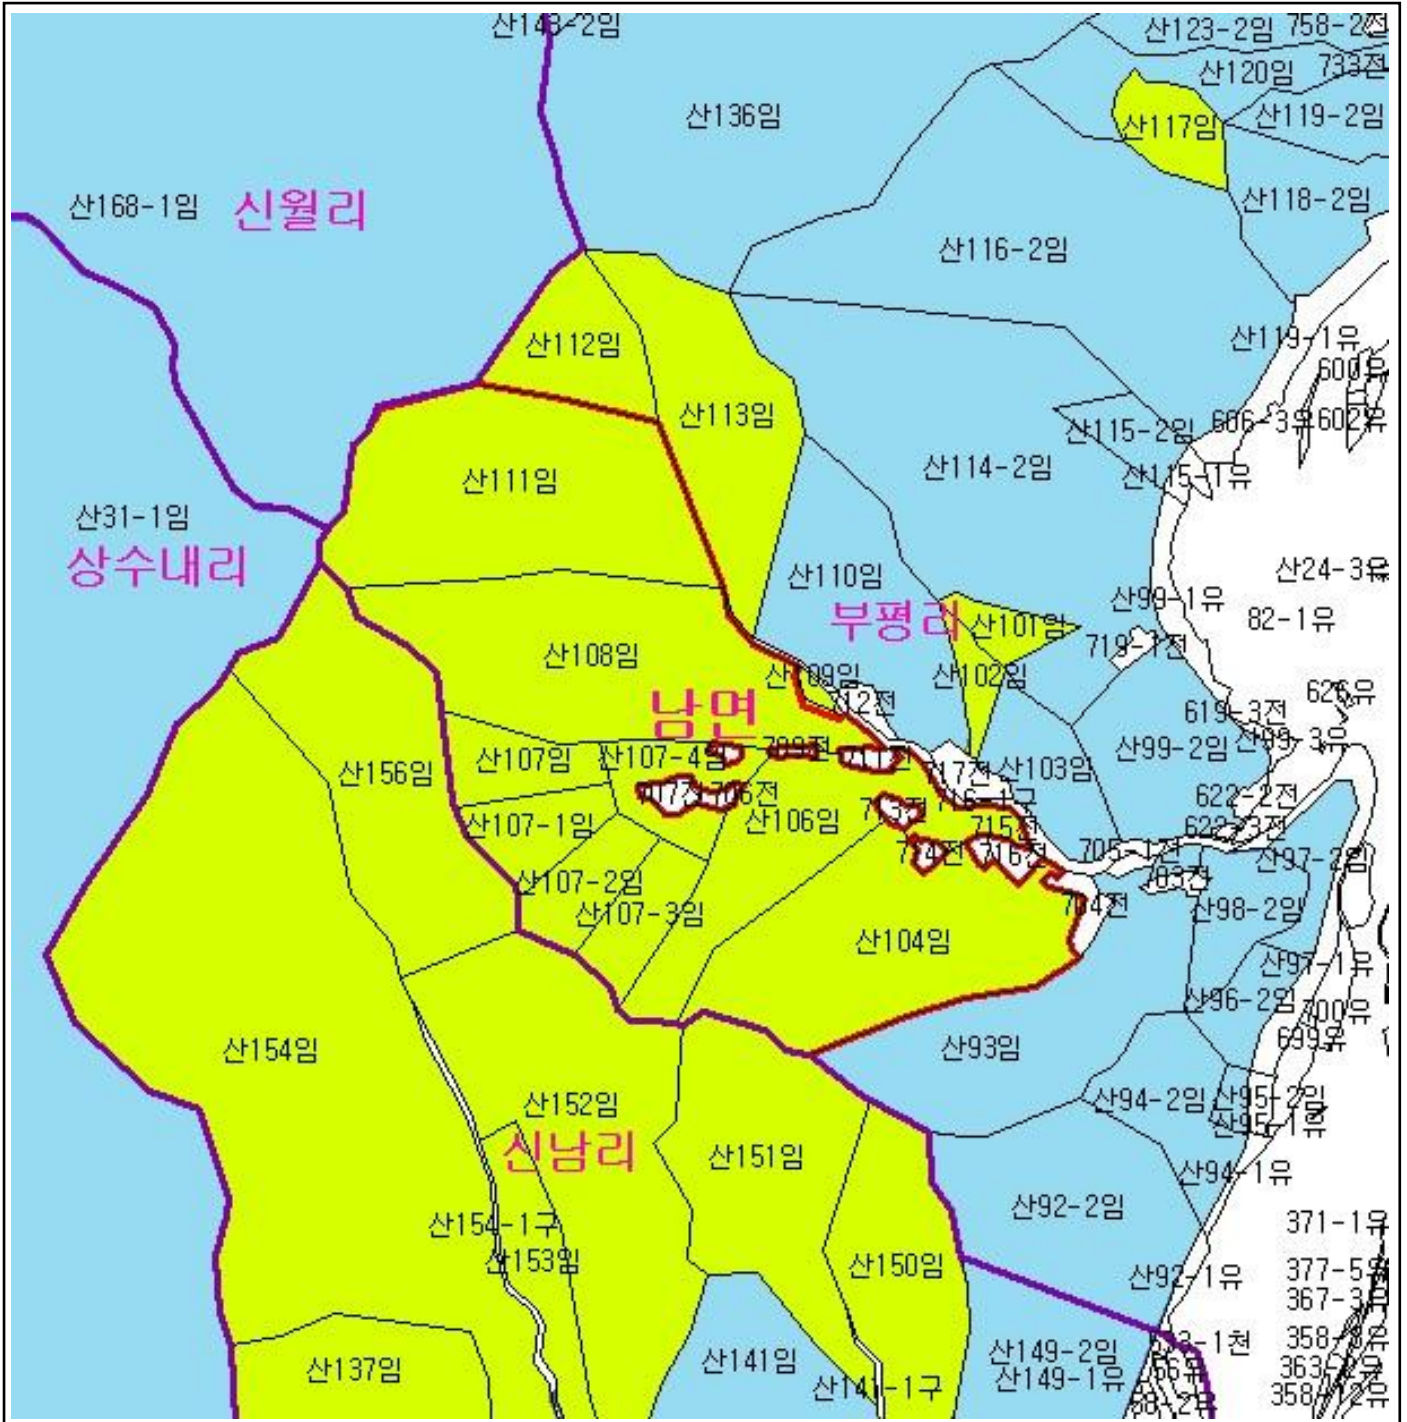 산143-2임
산123-2임
산120임
733전
산136임
산117임
산119-2임
산168-1임
신월리
산118-2임
산116-2임
산112임
산119-1유
600유
산113임
606-3유
602유
산115-2임
산114-2임
산115-1유
산111임
산31-1임
상수내리
산110임
산24-3유
산99-1유
부평리
산101임
82-1유
719-1전
산108임
산109임
산102임
626유
712전
남면
619-3전
산99-3유
산99-2임
산107임
산107-4임
709전
711전
717전
산103임
산156임
706전
622-2전
산107-1임
산106임
713전
716-1구
715전
622-3전
714전
716전
705-1전
산97-2임
703전
산107-2임
산107-3임
704전
산98-2임
산104임
산97-1유
산96-2임
700유
699유
산154임
산93임
산152임
산94-2임
산95-2임
산95-1유
신남리
산151임
산94-1유
산92-2임
산154-1구
371-1유
산153임
산150임
산92-1유
377-5유
367-3유
산149-2임
358-8유
산137임
산141임
산149-1유
산141-1구
358-12유